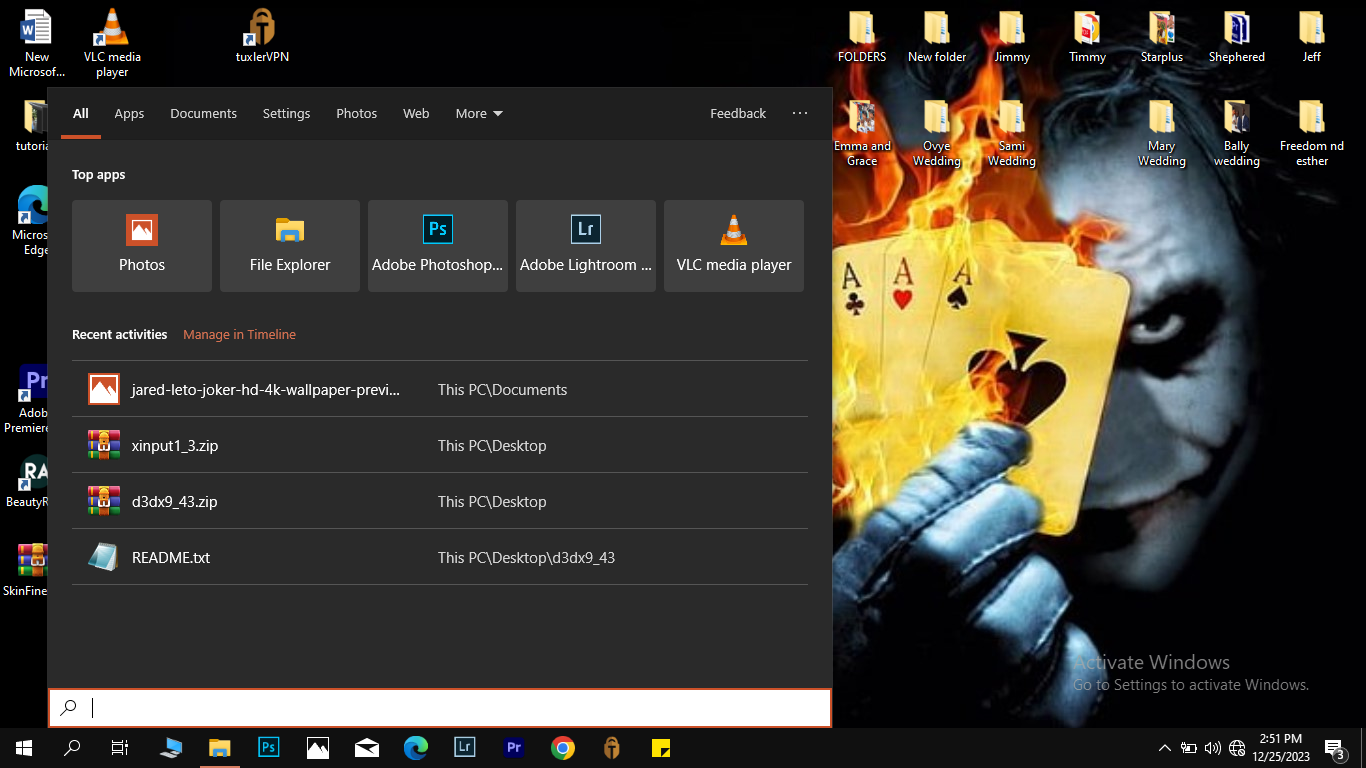 New
Microsof...
VLC media
player
tuxlerVPN
FOLDERS
New folder
Jimmy
Timmy
Starplus
Shephered
Jeff
tutoria
Emma and
Grace
Ovye
Wedding
Sami
Wedding
Mary
Wedding
Bally
wedding
Freedom nd
esther
Micros
Edge
Pr
Adob
Premiere
RA
BeautyR
SkinFine
All
Apps
Documents
Settings
Photos
Web
More
Feedback
...
Top apps
Photos
File Explorer
Ps
Adobe Photoshop...
Lr
Adobe Lightroom ...
VLC media player
Recent activities
Manage in Timeline
jared-leto-joker-hd-4k-wallpaper-previ...
This PC\Documents
xinput1_3.zip
This PC\Desktop
d3dx9_43.zip
This PC\Desktop
README.txt
This PC\Desktop\d3dx9_43
A
A
A
Activate Windows
Go to Settings to activate Windows.
Ps
Lr
Pr
2:51 PM
12/25/2023
3